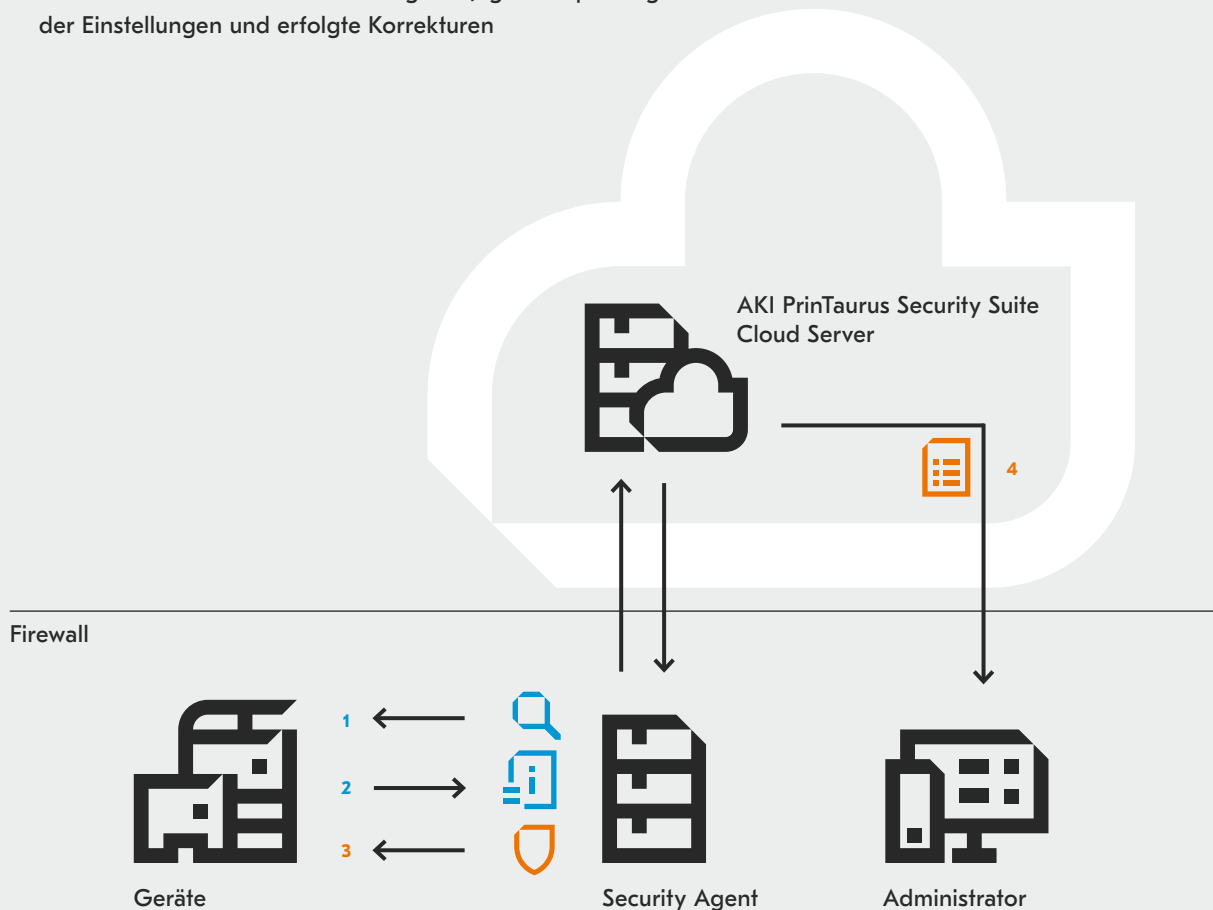 der Einstellungen und erfolgte Korrekturen
AKI PrinTaurus Security Suite
Cloud Server
4
Firewall
1
2
3
Geräte
Security Agent
Administrator